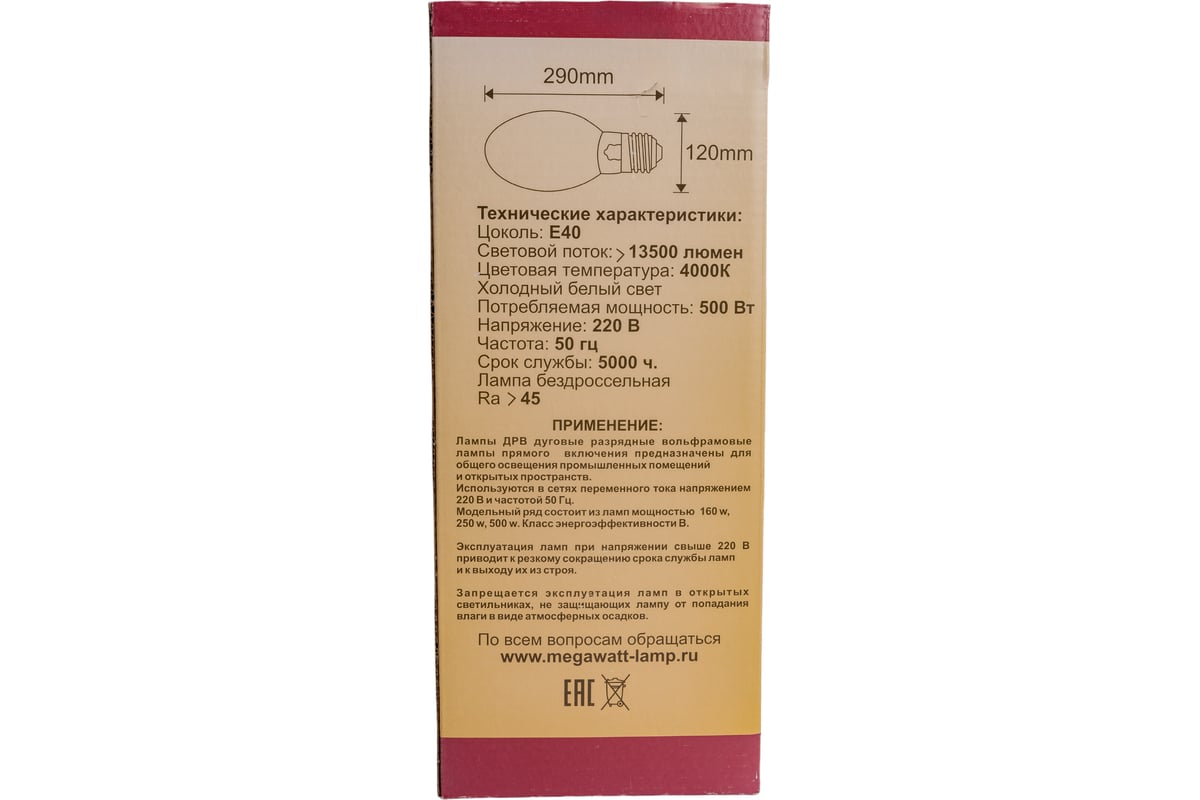 290mm
120mm
Технические характеристики:
Цоколь: E40
Световой поток: > 13500 люмен
Цветовая температура: 4000К
Холодный белый свет
Потребляемая мощность: 500 Вт
Напряжение: 220 В
Частота: 50 гц
Срок службы: 5000 ч.
Лампа бездроссельная
Ra > 45
ПРИМЕНЕНИЕ:
Лампы ДРВ дуговые разрядные вольфрамовые
лампы прямого включения предназначены для
общего освещения промышленных помещений
и открытых пространств.
Используются в сетях переменного тока напряжением
220 В и частотой 50 Гц.
Модельный ряд состоит из ламп мощностью 160 w,
250 w, 500 w. Класс энергоэффективности В.
Эксплуатация ламп при напряжении свыше 220 В
приводит к резкому сокращению срока службы ламп
и к выходу их из строя.
Запрещается эксплуатация ламп в открытых
светильниках, не защищающих лампу от попадания
влаги в виде атмосферных осадков.
По всем вопросам обращаться
www.megawatt-lamp.ru
EAC